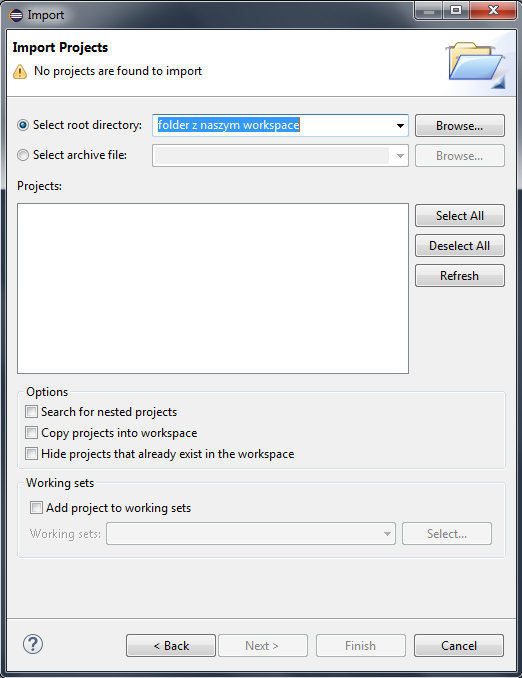 Import
Import Projects
No projects are found to import
Select root directory:
folder z naszym workspace
Browse...
Select archive file:
Browse...
Projects:
Select All
Deselect All
Refresh
Options
Search for nested projects
Copy projects into workspace
Hide projects that already exist in the workspace
Working sets
Add project to working sets
Working sets:
Select...
?
< Back
Next >
Finish
Cancel